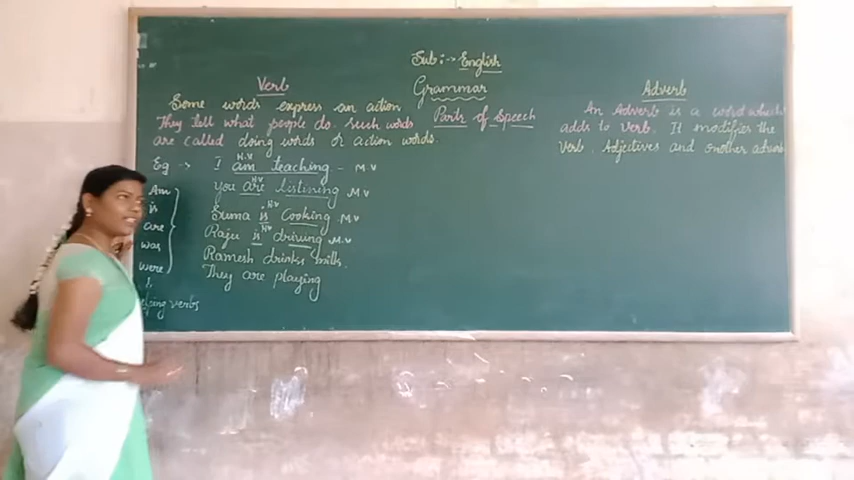 Sub:-> English
Grammar
Parts of Speech
Verb
Some words express an action
They tell what people do. such words
are called doing words or action words.
Eg -> I am teaching. - M.V
H.V
You are listening M.V
H.V
Suma is cooking M.V
H.V
Raju is driving M.V
H.V
Ramesh drinks milk.
They are playing
Am
is
are
was
were
verbs
Adverb
An Adverb is a word which
adds to verb. It modifies the
verb, Adjectives and another adverb